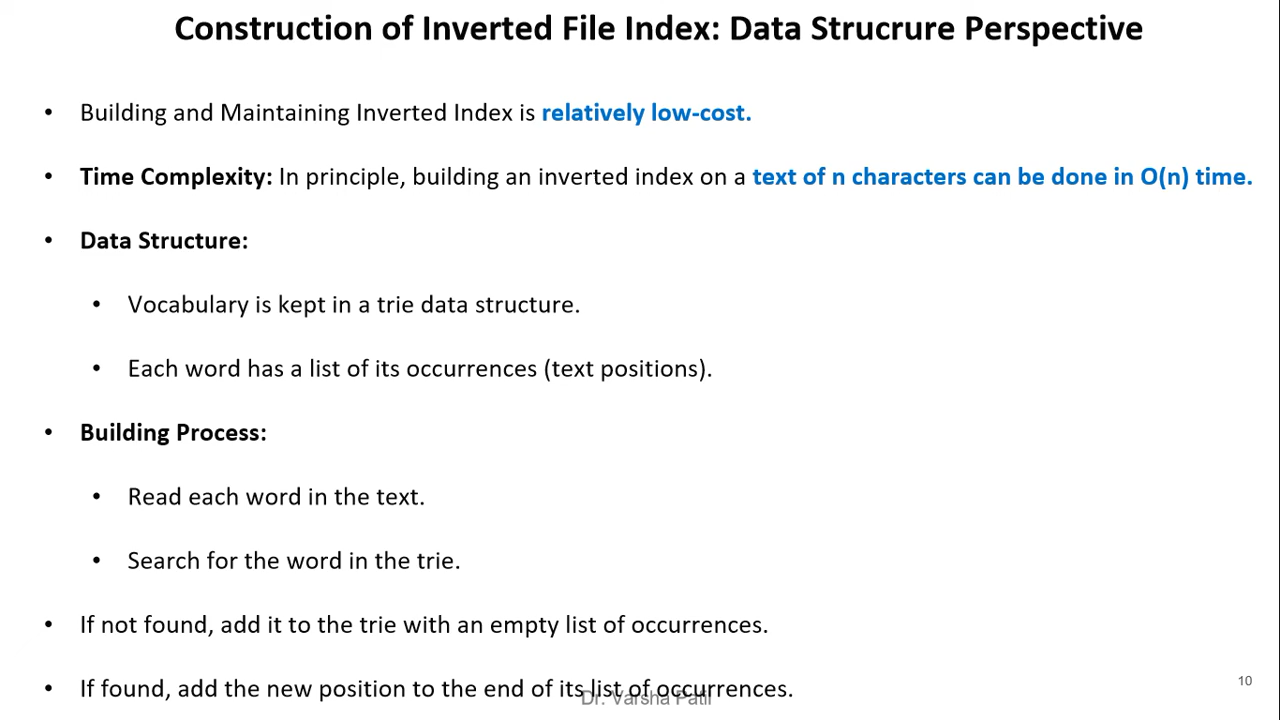 Construction of Inverted File Index: Data Strucrure Perspective
• Building and Maintaining Inverted Index is relatively low-cost.
• Time Complexity: In principle, building an inverted index on a text of n characters can be done in O(n) time.
• Data Structure:
• Vocabulary is kept in a trie data structure.
• Each word has a list of its occurrences (text positions).
• Building Process:
• Read each word in the text.
• Search for the word in the trie.
• If not found, add it to the trie with an empty list of occurrences.
• If found, add the new position to the end of its list of occurrences.
Dr. Varsha Patil
10